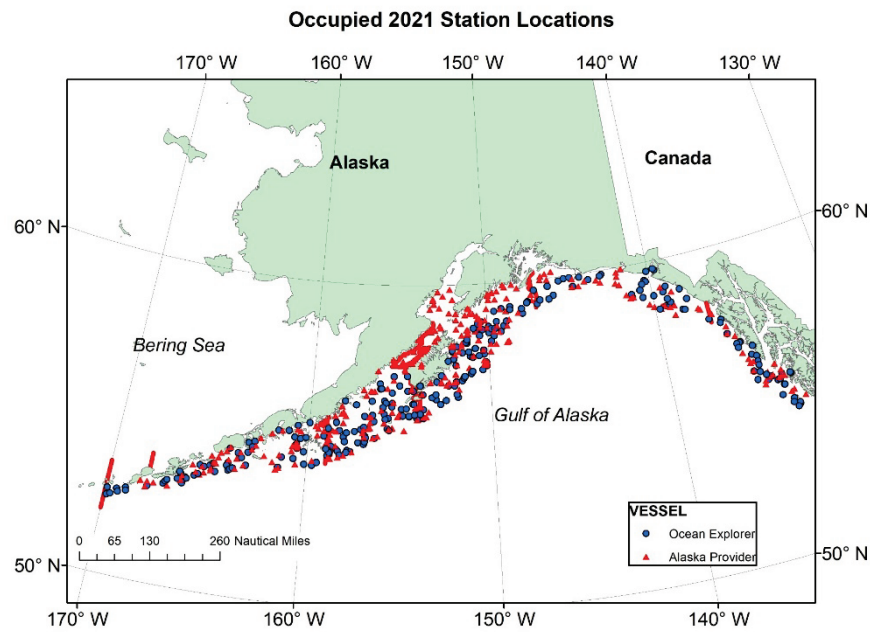 Occupied 2021 Station Locations
170° W 160° W 150° W 140° W 130° W
Alaska Canada
60° N 60° N
Bering Sea
Gulf of Alaska
VESSEL
Ocean Explorer
Alaska Provider
0 65 130 260 Nautical Miles
50° N 50° N
170° W 160° W 150° W 140° W